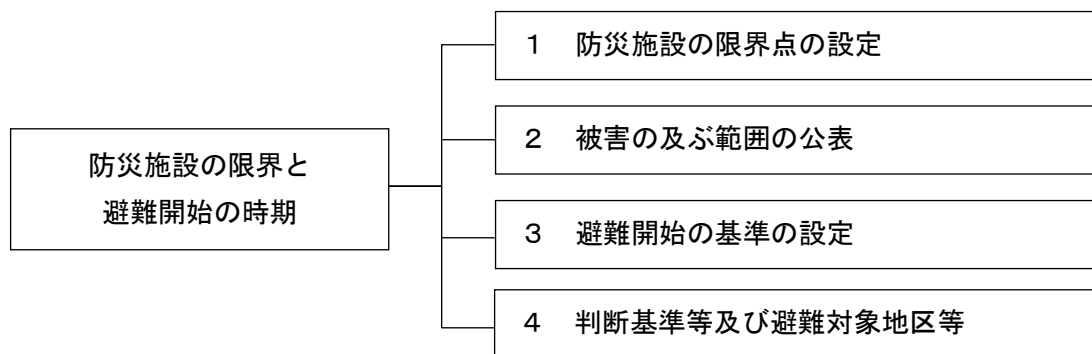 防災施設の限界と
避難開始の時期
１　防災施設の限界点の設定
２　被害の及ぶ範囲の公表
３　避難開始の基準の設定
４　判断基準等及び避難対象地区等